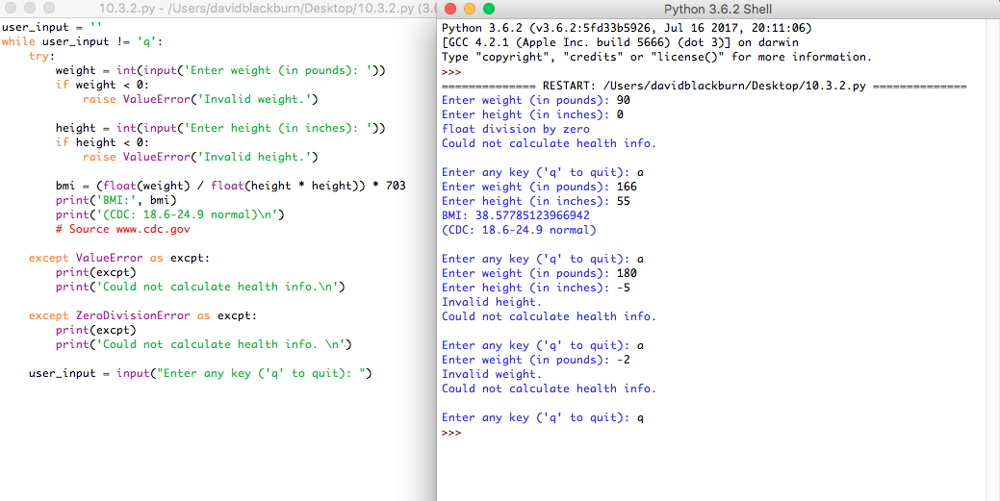 10.3.2.py - /Users/davidblackburn/Desktop/10.3.2.py (3.6
user_input = ''
while user_input != 'q':
    try:
        weight = int(input('Enter weight (in pounds): '))
        if weight < 0:
            raise ValueError('Invalid weight.')

        height = int(input('Enter height (in inches): '))
        if height < 0:
            raise ValueError('Invalid height.')

        bmi = (float(weight) / float(height * height)) * 703
        print('BMI:', bmi)
        print('(CDC: 18.6-24.9 normal)\n')
        # Source www.cdc.gov

    except ValueError as excpt:
        print(excpt)
        print('Could not calculate health info.\n')

    except ZeroDivisionError as excpt:
        print(excpt)
        print('Could not calculate health info. \n')

    user_input = input("Enter any key ('q' to quit): ")
Python 3.6.2 Shell
Python 3.6.2 (v3.6.2:5fd33b5926, Jul 16 2017, 20:11:06)
[GCC 4.2.1 (Apple Inc. build 5666) (dot 3)] on darwin
Type "copyright", "credits" or "license()" for more information.
>>>
============== RESTART: /Users/davidblackburn/Desktop/10.3.2.py ==============
Enter weight (in pounds): 90
Enter height (in inches): 0
float division by zero
Could not calculate health info.

Enter any key ('q' to quit): a
Enter weight (in pounds): 166
Enter height (in inches): 55
BMI: 38.57785123966942
(CDC: 18.6-24.9 normal)

Enter any key ('q' to quit): a
Enter weight (in pounds): 180
Enter height (in inches): -5
Invalid height.
Could not calculate health info.

Enter any key ('q' to quit): a
Enter weight (in pounds): -2
Invalid weight.
Could not calculate health info.

Enter any key ('q' to quit): q
>>>